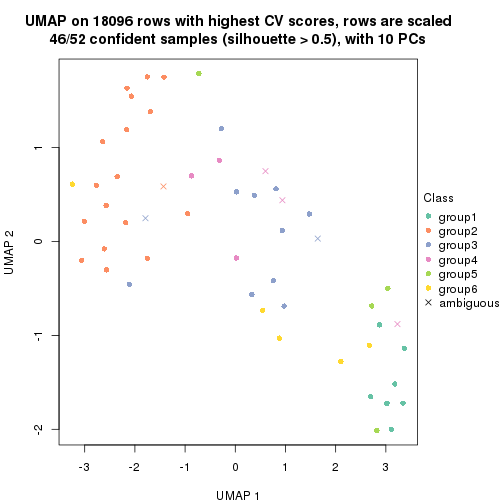 UMAP on 18096 rows with highest CV scores, rows are scaled
46/52 confident samples (silhouette > 0.5), with 10 PCs
1
0
-1
-2
UMAP 2
-3
-2
-1
0
1
2
3
UMAP 1
Class
group1
group2
group3
group4
group5
group6
ambiguous